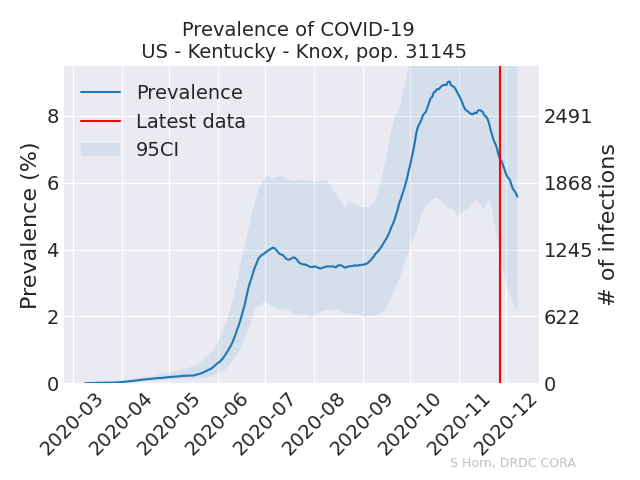 Prevalence of COVID-19
US - Kentucky - Knox, pop. 31145
Prevalence
Latest data
95CI
Prevalence (%)
8
6
4
2
0
2491
1868
1245
622
0
# of infections
2020-03
2020-04
2020-05
2020-06
2020-07
2020-08
2020-09
2020-10
2020-11
2020-12
S Horn, DRDC CORA